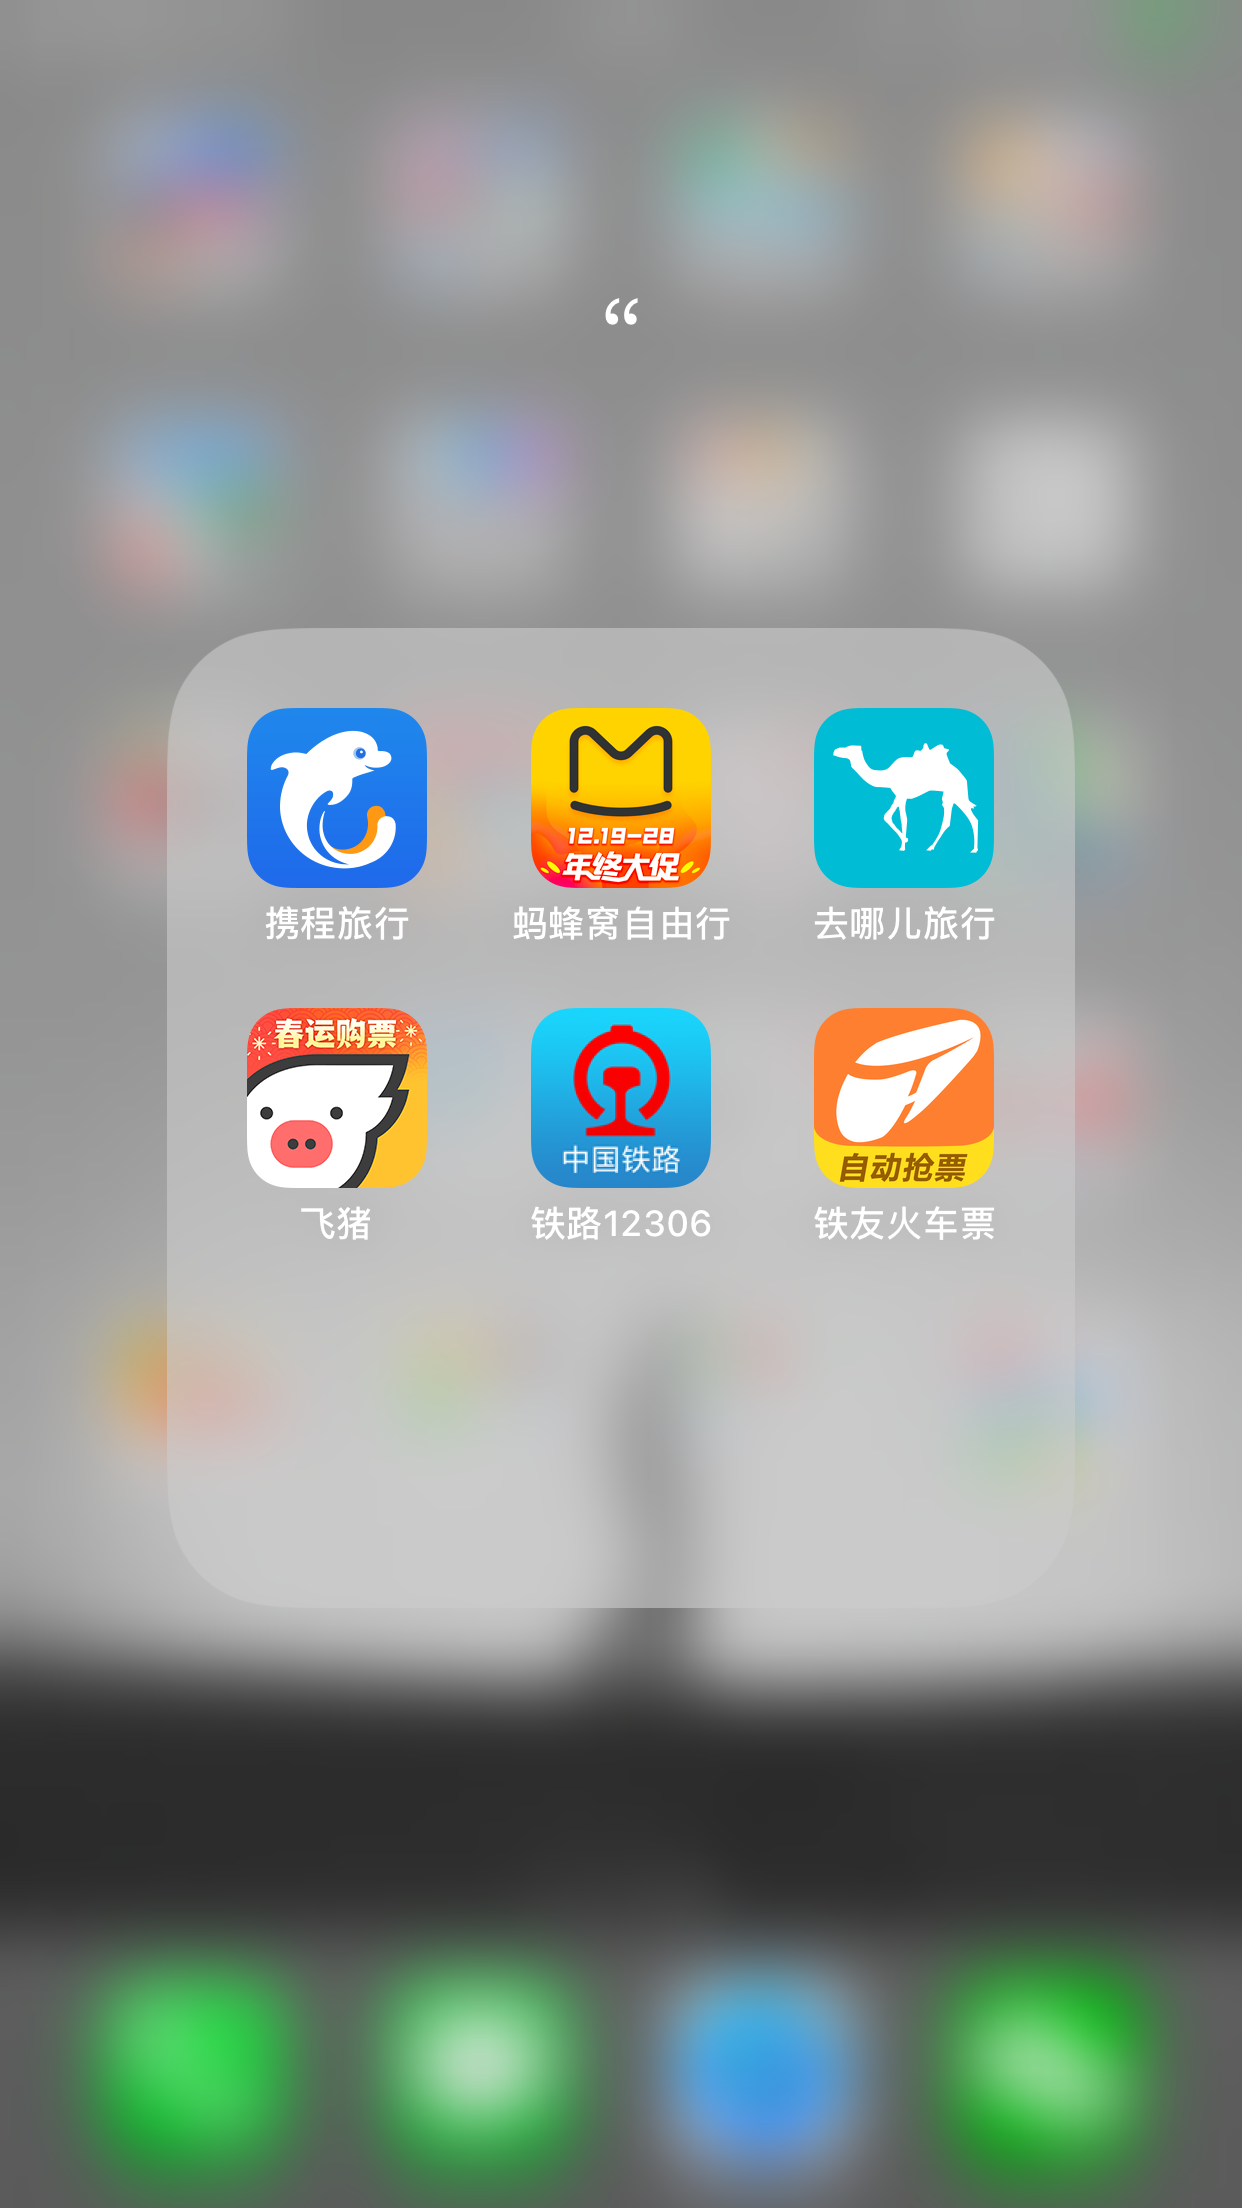 “
12.19-28
年终大促
携程旅行
蚂蜂窝自由行
去哪儿旅行
春运购票
中国铁路
自动抢票
飞猪
铁路12306
铁友火车票